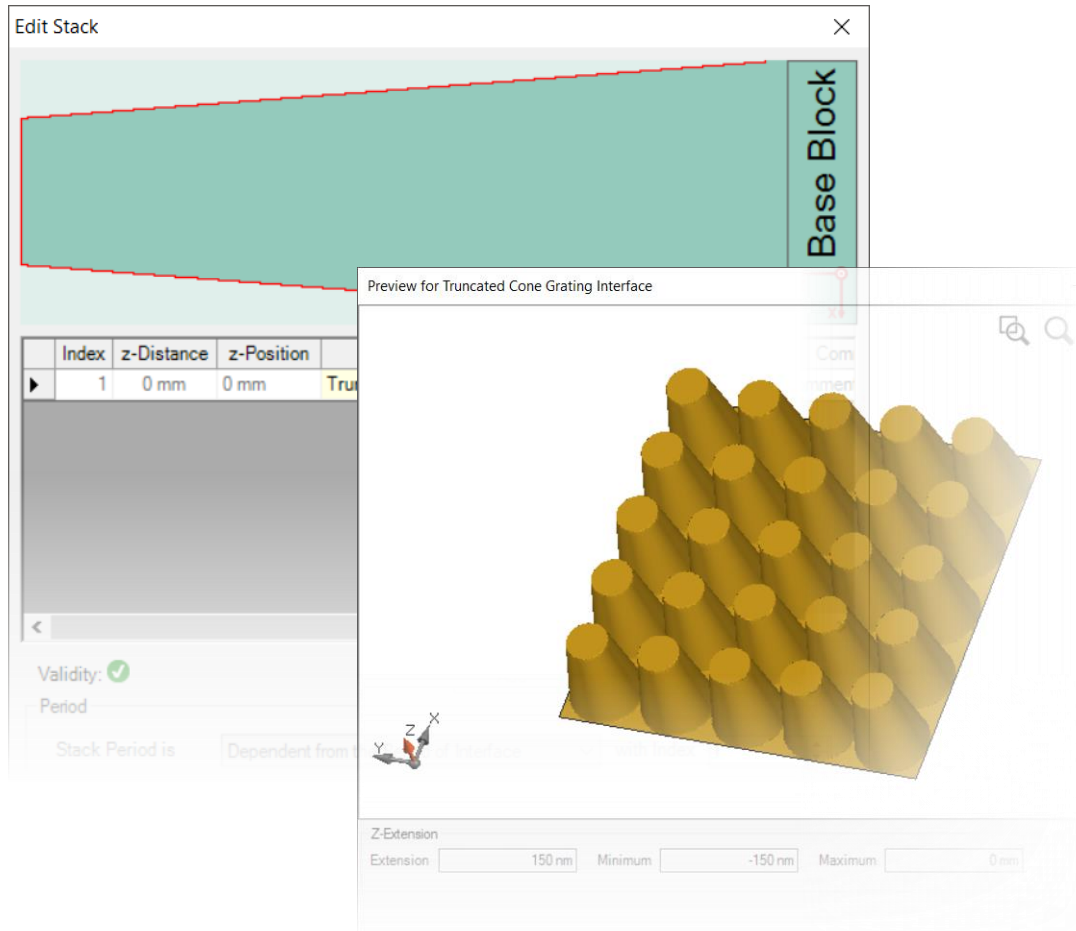 Edit Stack
Base Block
x
Index z-Distance z-Position
1 0 mm 0 mm Trun
Com
mment
Validity:
Period
Stack Period is Dependent from t of Interface with Index
Preview for Truncated Cone Grating Interface
X
Z
Y
Z-Extension
Extension 150 nm Minimum -150 nm Maximum 0 nm